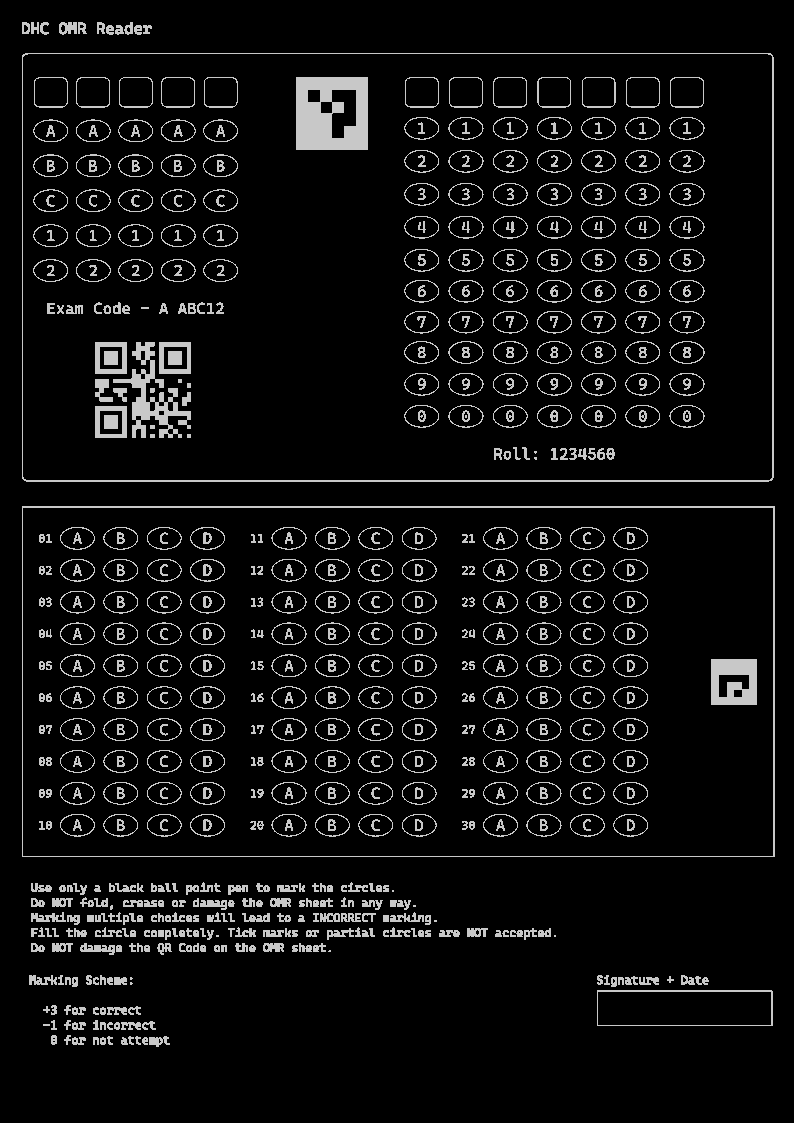 DHC OMR Reader
A A A A A
B B B B B
C C C C C
1 1 1 1 1
2 2 2 2 2
Exam Code - A ABC12
1 1 1 1 1 1 1
2 2 2 2 2 2 2
3 3 3 3 3 3 3
4 4 4 4 4 4 4
5 5 5 5 5 5 5
6 6 6 6 6 6 6
7 7 7 7 7 7 7
8 8 8 8 8 8 8
9 9 9 9 9 9 9
0 0 0 0 0 0 0
Roll: 1234560
01 A B C D 11 A B C D 21 A B C D
02 A B C D 12 A B C D 22 A B C D
03 A B C D 13 A B C D 23 A B C D
04 A B C D 14 A B C D 24 A B C D
05 A B C D 15 A B C D 25 A B C D
06 A B C D 16 A B C D 26 A B C D
07 A B C D 17 A B C D 27 A B C D
08 A B C D 18 A B C D 28 A B C D
09 A B C D 19 A B C D 29 A B C D
10 A B C D 20 A B C D 30 A B C D
Use only a black ball point pen to mark the circles.
Do NOT fold, crease or damage the OMR sheet in any way.
Marking multiple choices will lead to a INCORRECT marking.
Fill the circle completely. Tick marks or partial circles are NOT accepted.
Do NOT damage the QR Code on the OMR sheet.
Marking Scheme:
+3 for correct
-1 for incorrect
0 for not attempt
Signature + Date